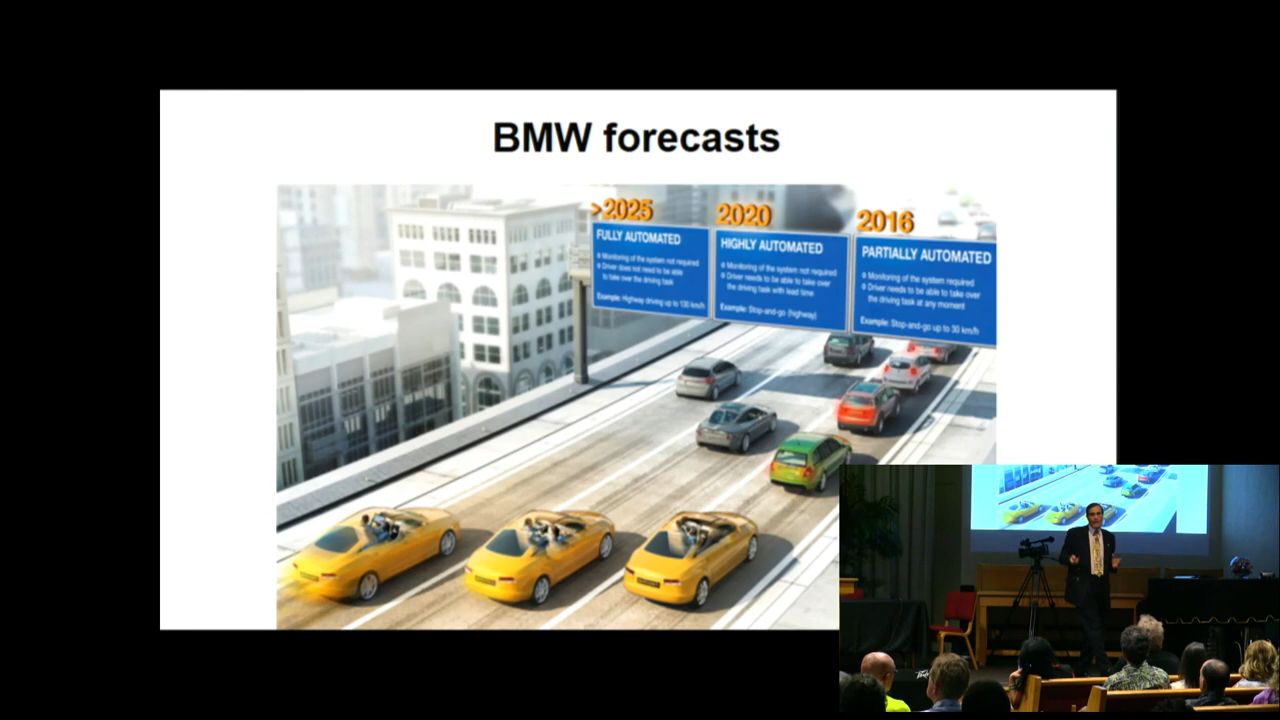 BMW forecasts
>2025
FULLY AUTOMATED
Monitoring of the system not required
Driver does not need to be able
to take over the driving task
Example: Highway driving up to 130 km/h
2020
HIGHLY AUTOMATED
Monitoring of the system not required
Driver needs to be able to take over
the driving task with lead time
Example: Stop-and-go (highway)
2016
PARTIALLY AUTOMATED
Monitoring of the system required
Driver needs to be able to take over
the driving task at any moment
Example: Stop-and-go up to 30 km/h